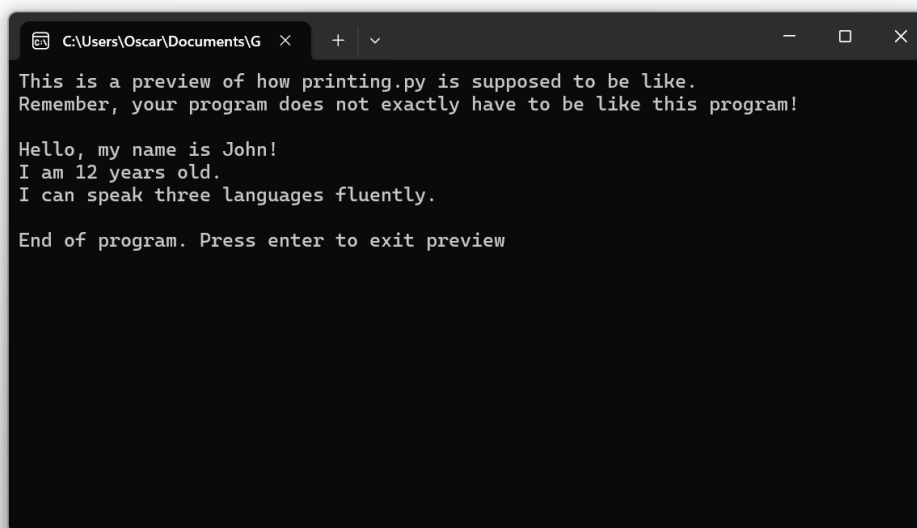 C:\Users\Oscar\Documents\G
This is a preview of how printing.py is supposed to be like.
Remember, your program does not exactly have to be like this program!
Hello, my name is John!
I am 12 years old.
I can speak three languages fluently.
End of program. Press enter to exit preview